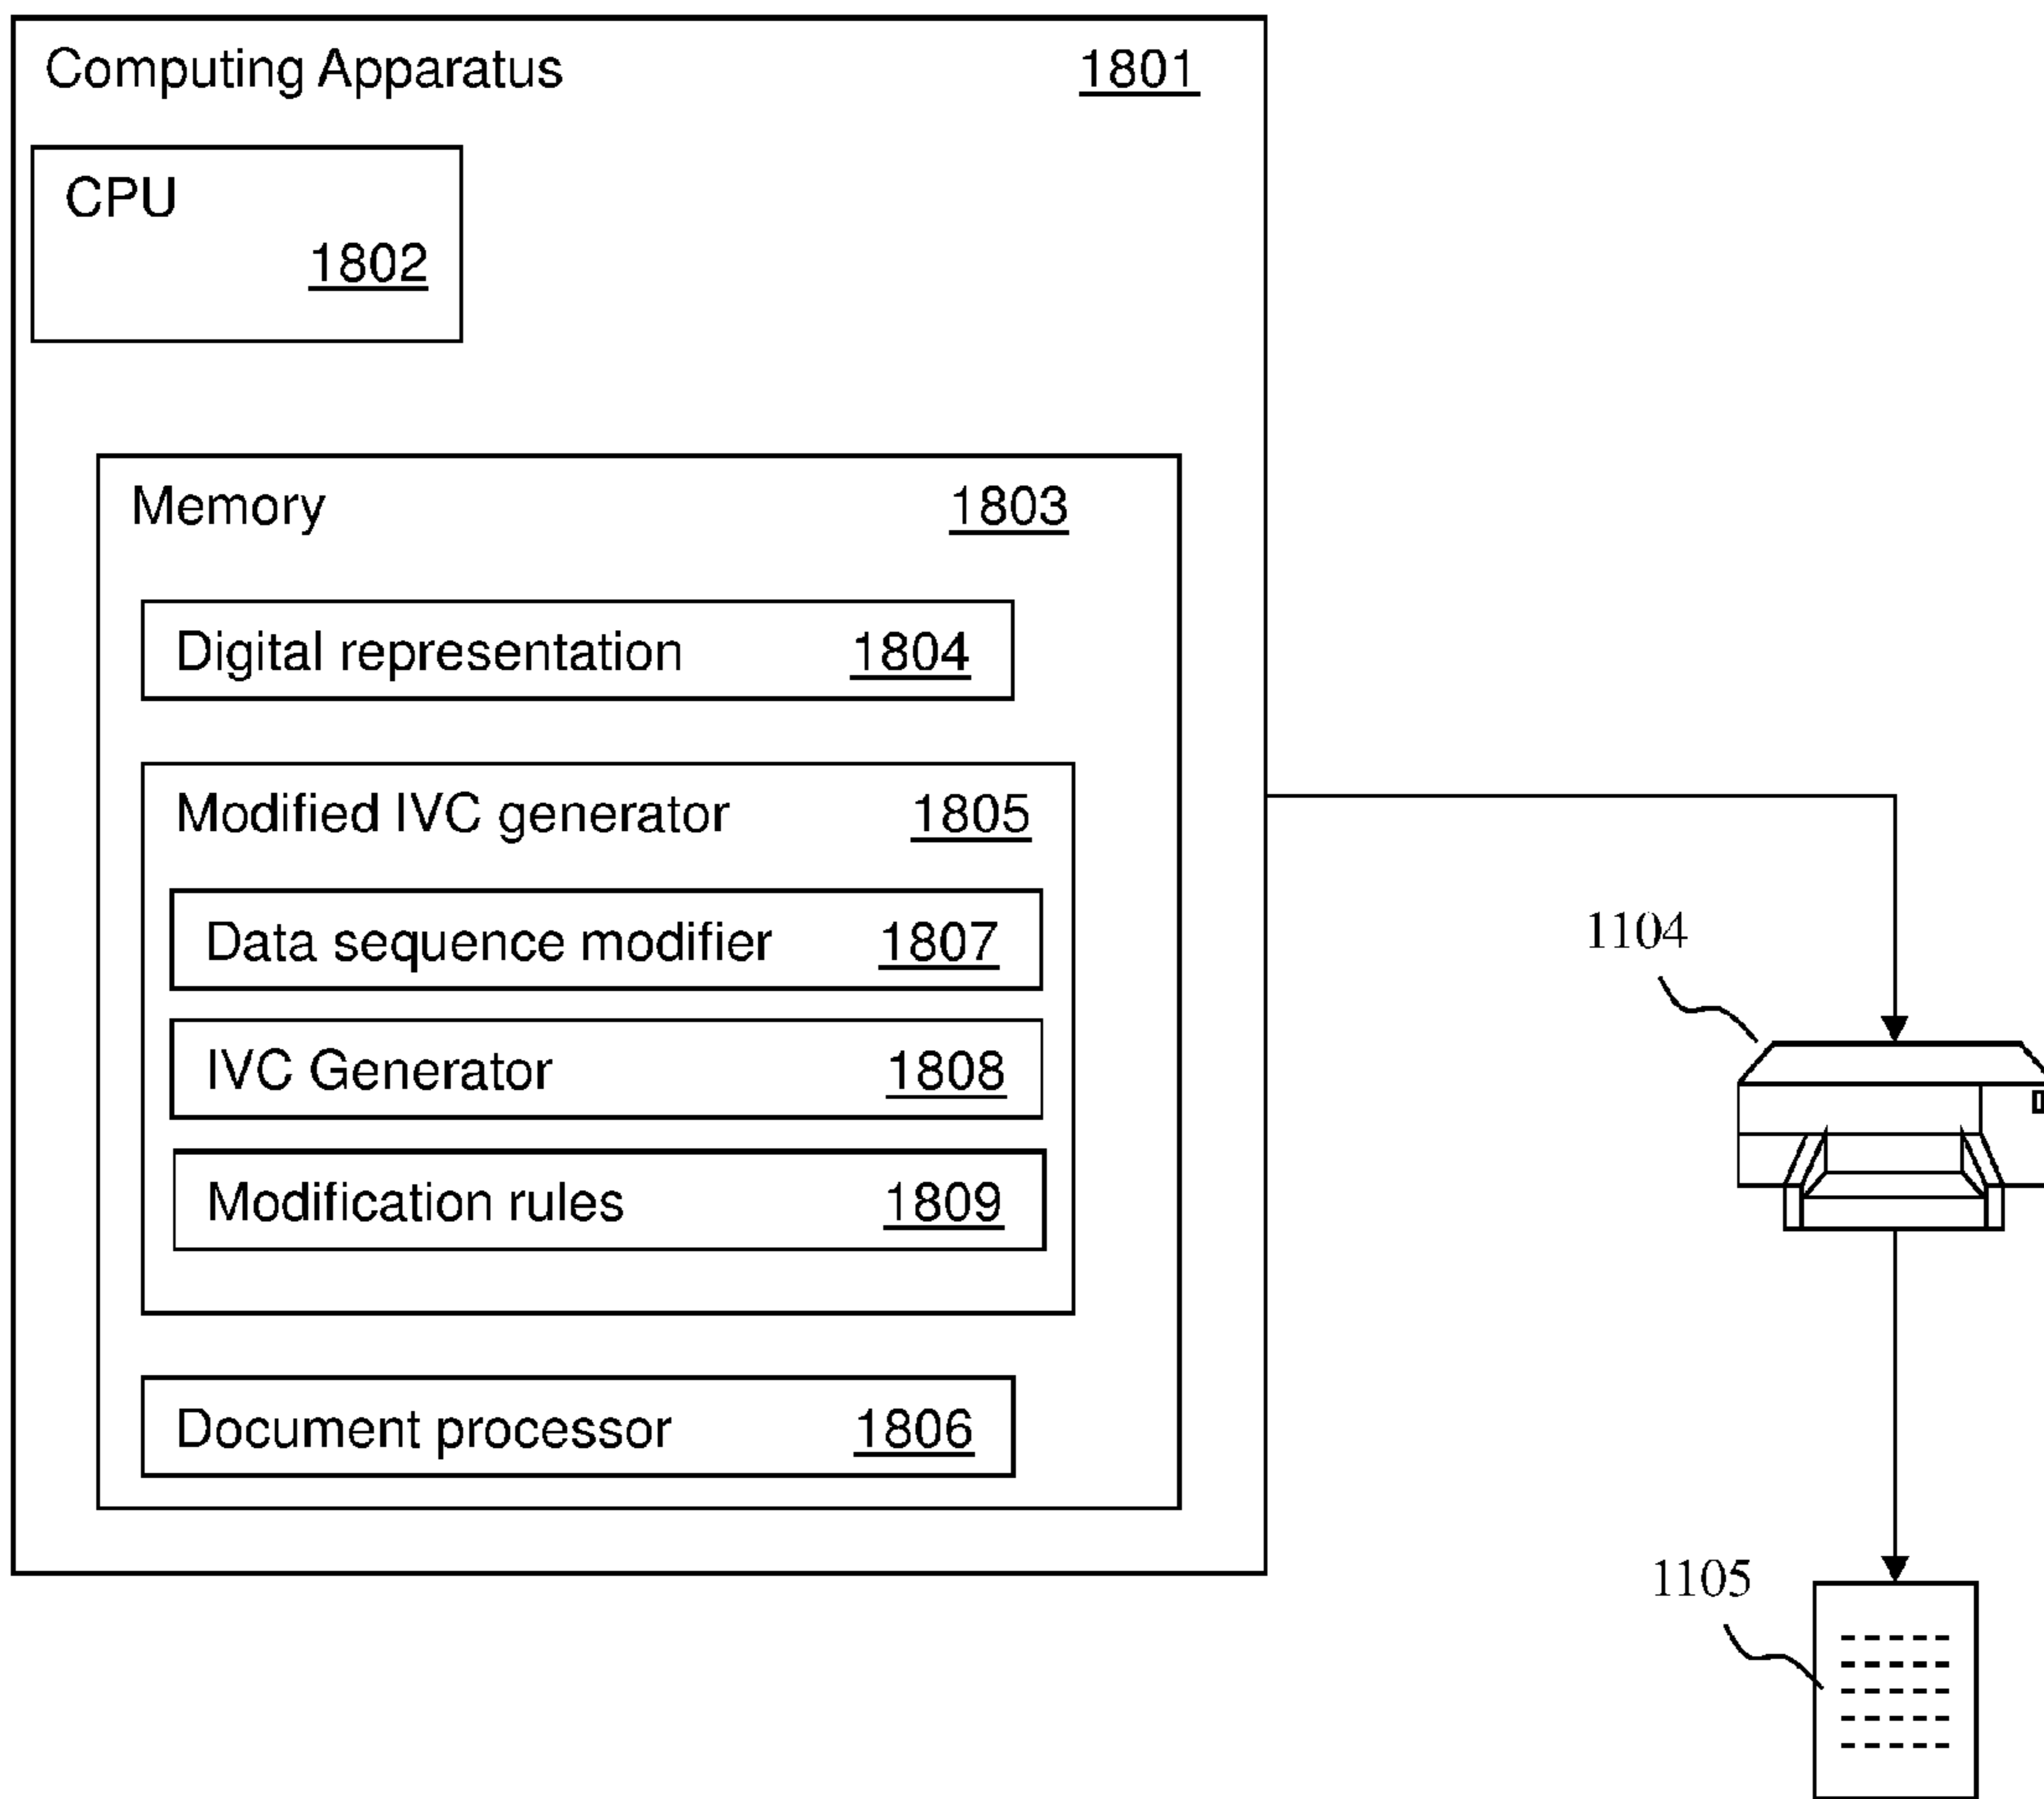 Computing Apparatus 1801
CPU
1802
Memory 1803
Digital representation 1804
Modified IVC generator 1805
Data sequence modifier 1807
IVC Generator 1808
Modification rules 1809
Document processor 1806
1104
1105